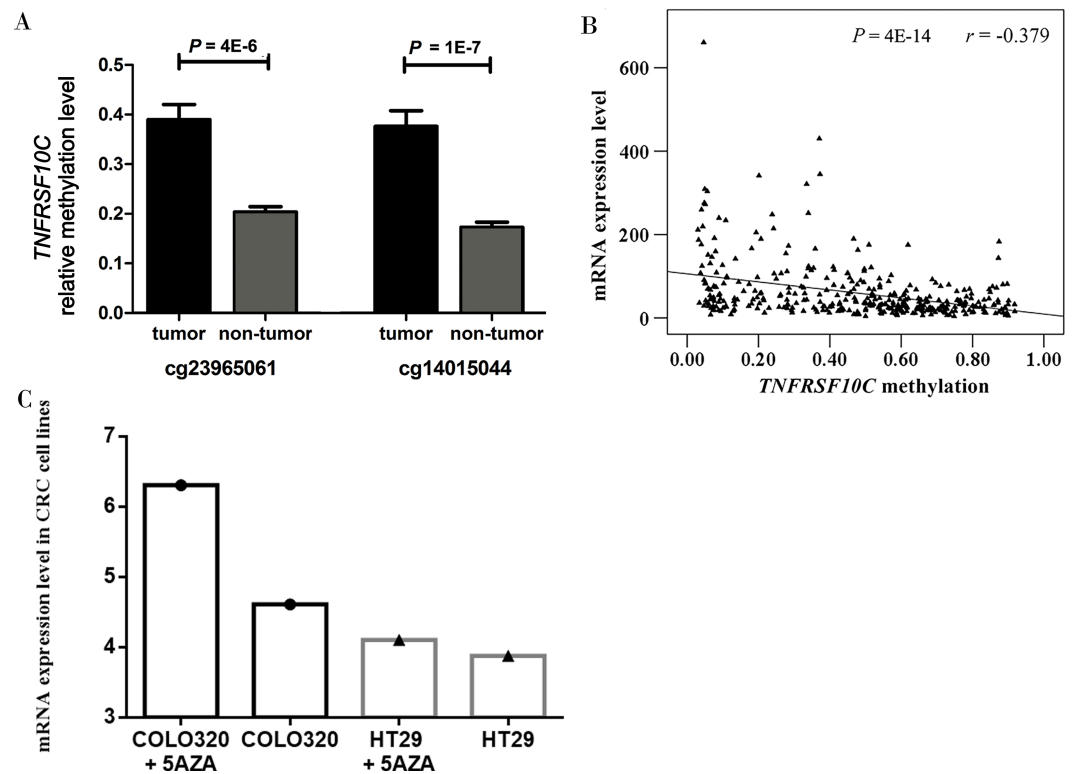 A
P = 4E-6
P = 1E-7
TNFRSF10C
relative methylation level
0.5
0.4
0.3
0.2
0.1
0.0
tumor non-tumor tumor non-tumor
cg23965061 cg14015044
B
P = 4E-14 r = -0.379
mRNA expression level
600
400
200
0
0.00 0.20 0.40 0.60 0.80 1.00
TNFRSF10C methylation
C
mRNA expression level in CRC cell lines
7
6
5
4
3
COLO320 COLO320 HT29 HT29
+ 5AZA + 5AZA